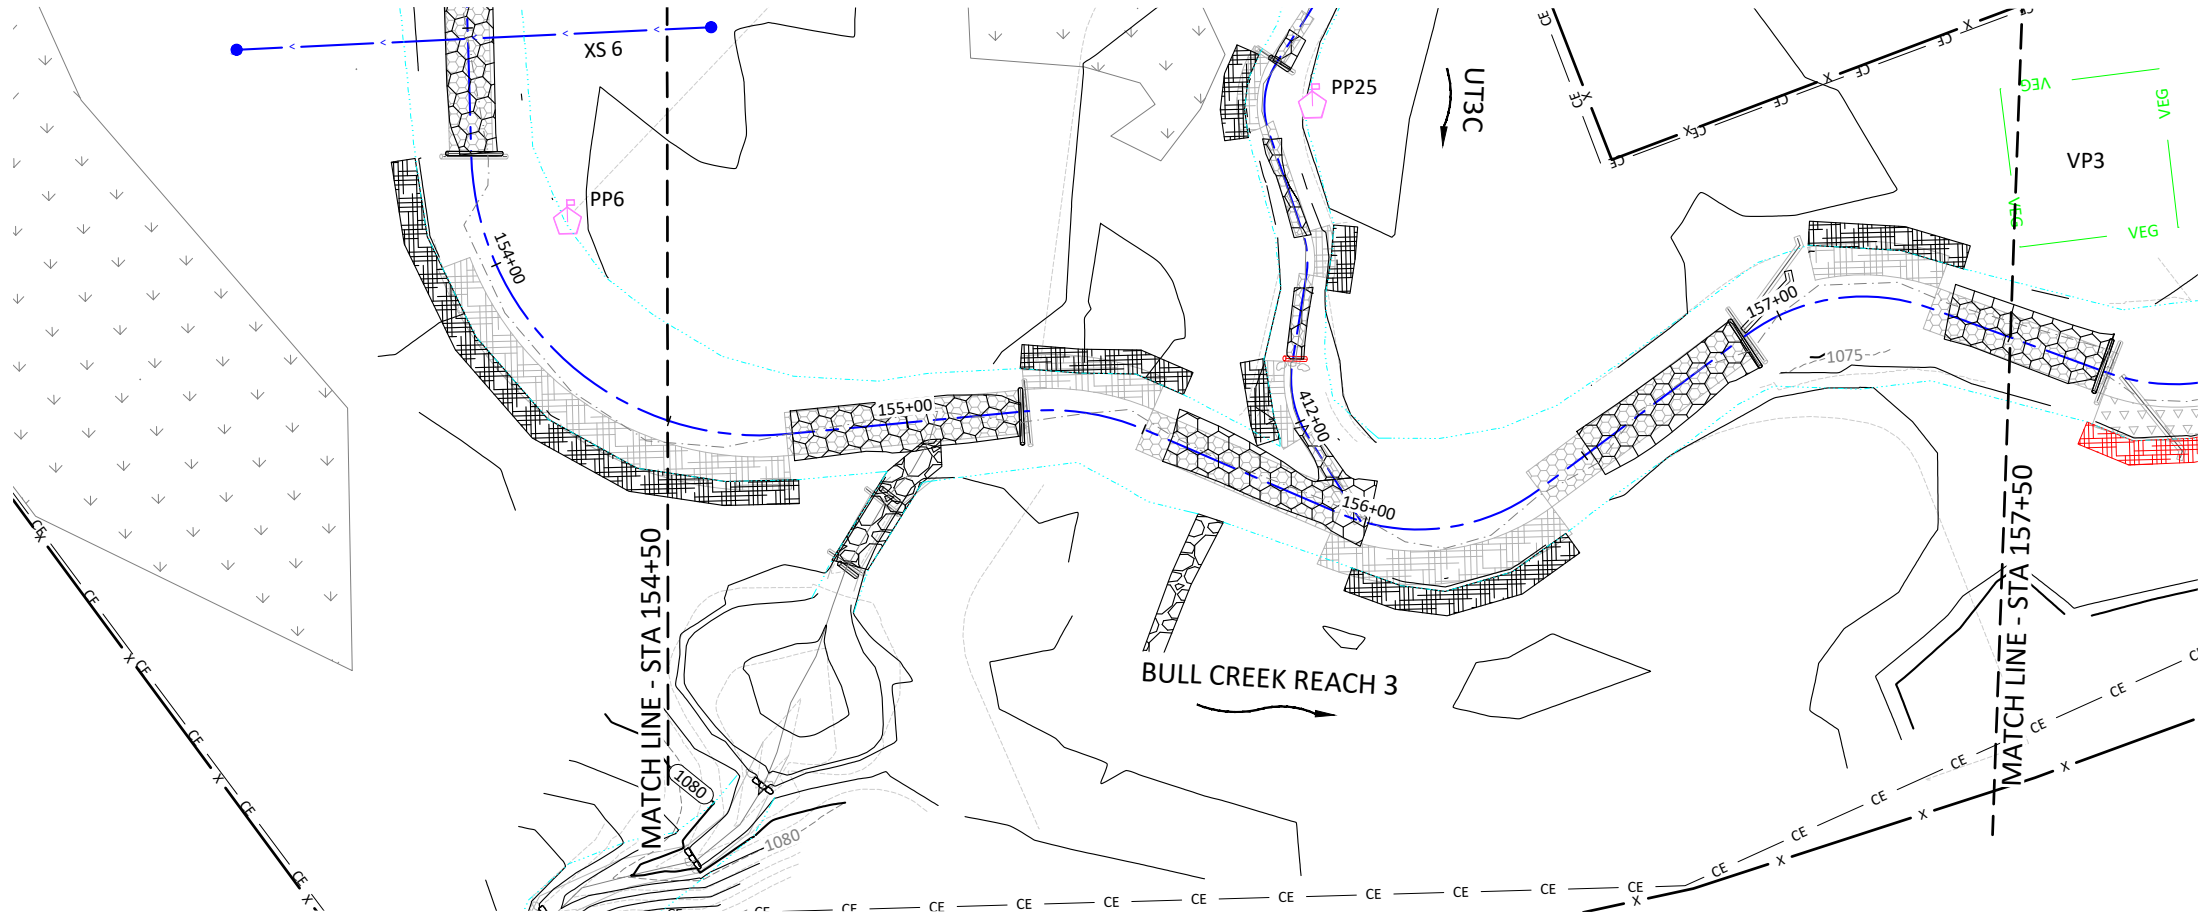 XS 6
PP6
154+00
155+00
PP25
UT3C
412+00
156+00
157+00
1075
VP3
VEG
VEG
VEG
VEG
BULL CREEK REACH 3
MATCH LINE - STA 154+50
MATCH LINE - STA 157+50
1080
1080
CE
X
CE
X
CE
CE
X
CE
CE
X
CE
CE
X
CE
CE
X
CE
X
CE
CE
X
CE
CE
CE
CE
CE
CE
CE
CE
CE
CE
CE
CE
X
CE
X
CE
CE
X
CE
CE
X
CE
CE